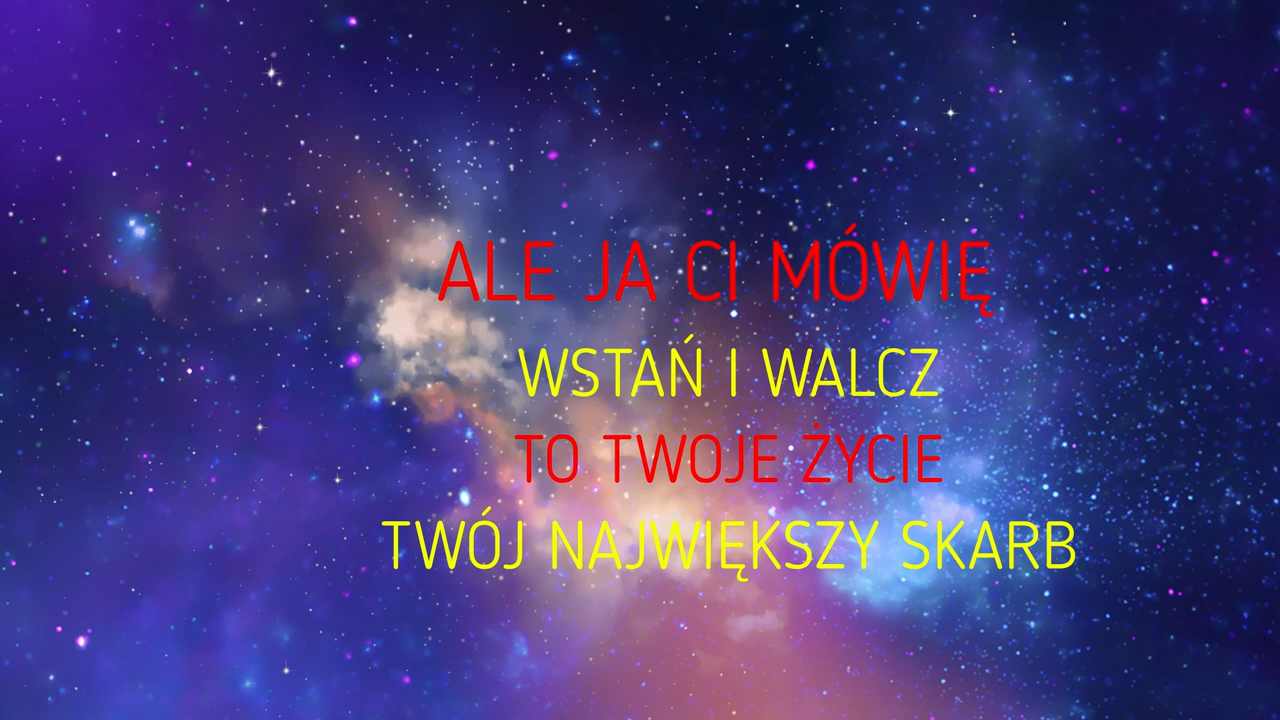 ALE JA CI MÓWIĘ
WSTAŃ I WALCZ
TO TWOJE ŻYCIE
TWÓJ NAJWIĘKSZY SKARB